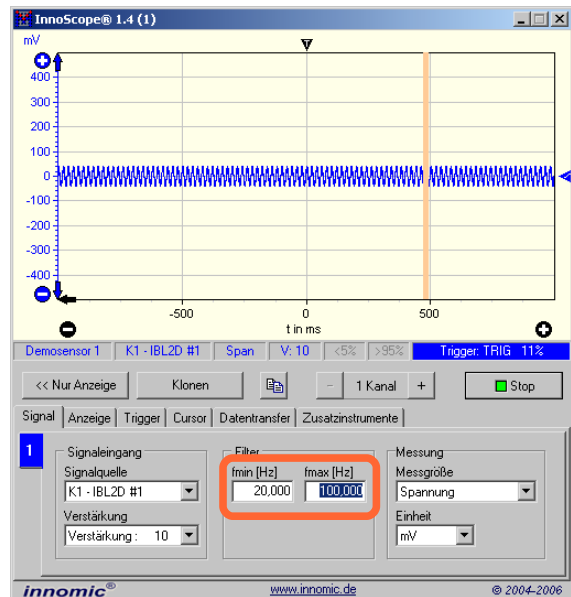 InnoScope® 1.4 (1)
mV
400
300
200
100
0
-100
-200
-300
-400
-500 0 500
t in ms
Demosensor 1 K1 - IBL2D #1 Span V: 10 <5% >95% Trigger: TRIG 11%
<< Nur Anzeige Klonen - 1 Kanal + Stop
Signal Anzeige Trigger Cursor Datentransfer Zusatzinstrumente
1 Signaleingang Filter Messung
Signalquelle fmin [Hz] fmax [Hz] Messgröße
K1 - IBL2D #1 20,000 100,000 Spannung
Verstärkung Einheit
Verstärkung : 10 mV
innomic® www.innomic.de © 2004-2006